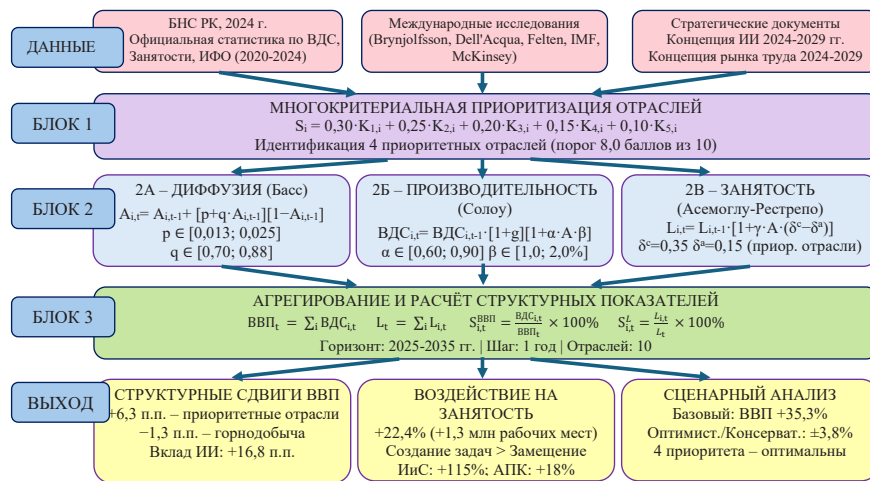 ДАННЫЕ
БНС РК, 2024 г.
Официальная статистика по ВДС,
Занятости, ИФО (2020-2024)
Международные исследования
(Brynjolfsson, Dell'Acqua, Felten, IMF,
McKinsey)
Стратегические документы
Концепция ИИ 2024-2029 гг.
Концепция рынка труда 2024-2029
БЛОК 1
МНОГОКРИТЕРИАЛЬНАЯ ПРИОРИТИЗАЦИЯ ОТРАСЛЕЙ
Sᵢ = 0,30·K₁,ᵢ + 0,25·K₂,ᵢ + 0,20·K₃,ᵢ + 0,15·K₄,ᵢ + 0,10·K₅,ᵢ
Идентификация 4 приоритетных отраслей (порог 8,0 баллов из 10)
БЛОК 2
2А – ДИФФУЗИЯ (Басс)
Aᵢ,ₜ= Aᵢ,ₜ₋₁+ [p+q·Aᵢ,ₜ₋₁][1−Aᵢ,ₜ₋₁]
p ∈ [0,013; 0,025]
q ∈ [0,70; 0,88]
2Б – ПРОИЗВОДИТЕЛЬНОСТЬ
(Солоу)
ВДСᵢ,ₜ= ВДСᵢ,ₜ₋₁·[1+g][1+α·A·β]
α ∈ [0,60; 0,90] β ∈ [1,0; 2,0%]
2В – ЗАНЯТОСТЬ
(Асемоглу-Рестрепо)
Lᵢ,ₜ= Lᵢ,ₜ₋₁·[1+γ·A·(δᶜ−δᵃ)]
δᶜ=0,35 δᵃ=0,15 (приор. отрасли)
БЛОК 3
АГРЕГИРОВАНИЕ И РАСЧЁТ СТРУКТУРНЫХ ПОКАЗАТЕЛЕЙ
ВВПₜ = ∑ᵢ ВДСᵢ,ₜ Lₜ = ∑ᵢ Lᵢ,ₜ Sᵢ,ₜᴮᴮᴾ = ВДСᵢ,ₜ/ВВПₜ × 100% Sᵢ,ₜᴸ = Lᵢ,ₜ/Lₜ × 100%
Горизонт: 2025-2035 гг. | Шаг: 1 год | Отраслей: 10
ВЫХОД
СТРУКТУРНЫЕ СДВИГИ ВВП
+6,3 п.п. – приоритетные отрасли
−1,3 п.п. – горнодобыча
Вклад ИИ: +16,8 п.п.
ВОЗДЕЙСТВИЕ НА
ЗАНЯТОСТЬ
+22,4% (+1,3 млн рабочих мест)
Создание задач > Замещение
ИиС: +115%; АПК: +18%
СЦЕНАРНЫЙ АНАЛИЗ
Базовый: ВВП +35,3%
Оптимист./Консерват.: ±3,8%
4 приоритета – оптимальны